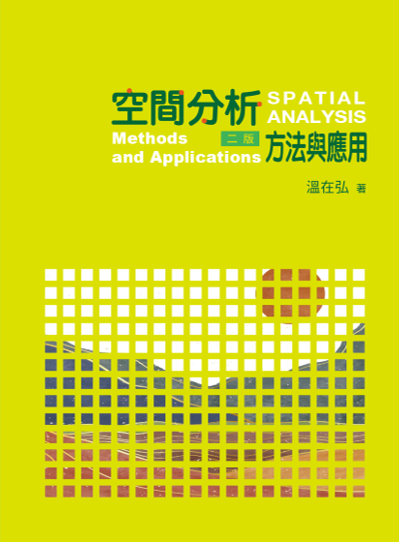 空間分析
SPATIAL
ANALYSIS
Methods
and Applications
二版
方法與應用
溫在弘 著